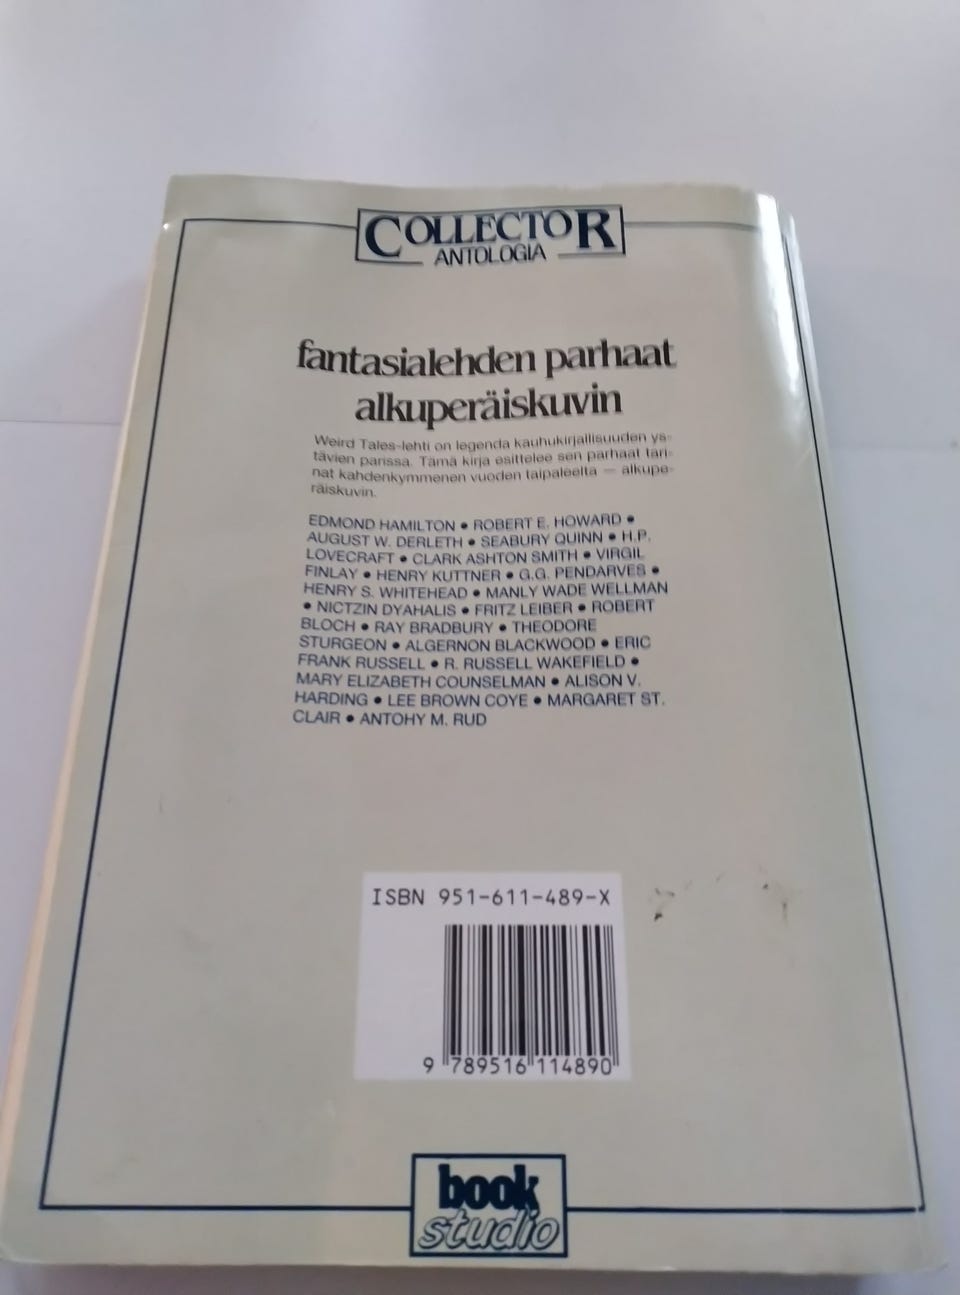 COLLECTOR
ANTOLOGIA
fantasialehden parhaat
alkuperäiskuvin
Weird Tales-lehti on legenda kauhukirjallisuuden ys-
tävien parissa. Tämä kirja esittelee sen parhaat tari-
nat kahdenkymmenen vuoden taipaleelta — alkupe-
räiskuvin.
EDMOND HAMILTON • ROBERT E. HOWARD •
AUGUST W. DERLETH • SEABURY QUINN • H.P.
LOVECRAFT • CLARK ASHTON SMITH • VIRGIL
FINLAY • HENRY KUTTNER • G.G. PENDARVES •
HENRY S. WHITEHEAD • MANLY WADE WELLMAN
• NICTZIN DYAHALIS • FRITZ LEIBER • ROBERT
BLOCH • RAY BRADBURY • THEODORE
STURGEON • ALGERNON BLACKWOOD • ERIC
FRANK RUSSELL • R. RUSSELL WAKEFIELD •
MARY ELIZABETH COUNSELMAN • ALISON V.
HARDING • LEE BROWN COYE • MARGARET ST.
CLAIR • ANTOHY M. RUD
ISBN 951-611-489-X
9 789516 114890
book
studio